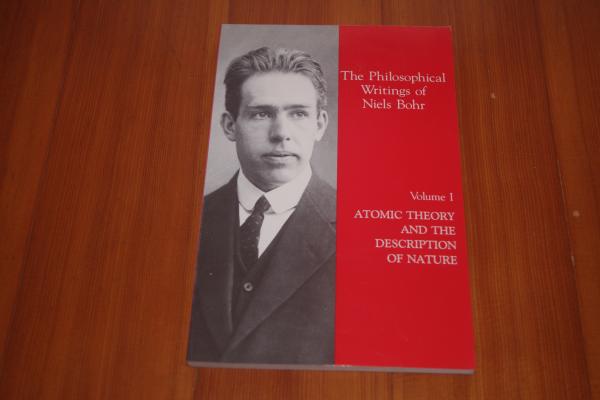 The Philosophical
Writings of
Niels Bohr
Volume I
ATOMIC THEORY
AND THE
DESCRIPTION
OF NATURE